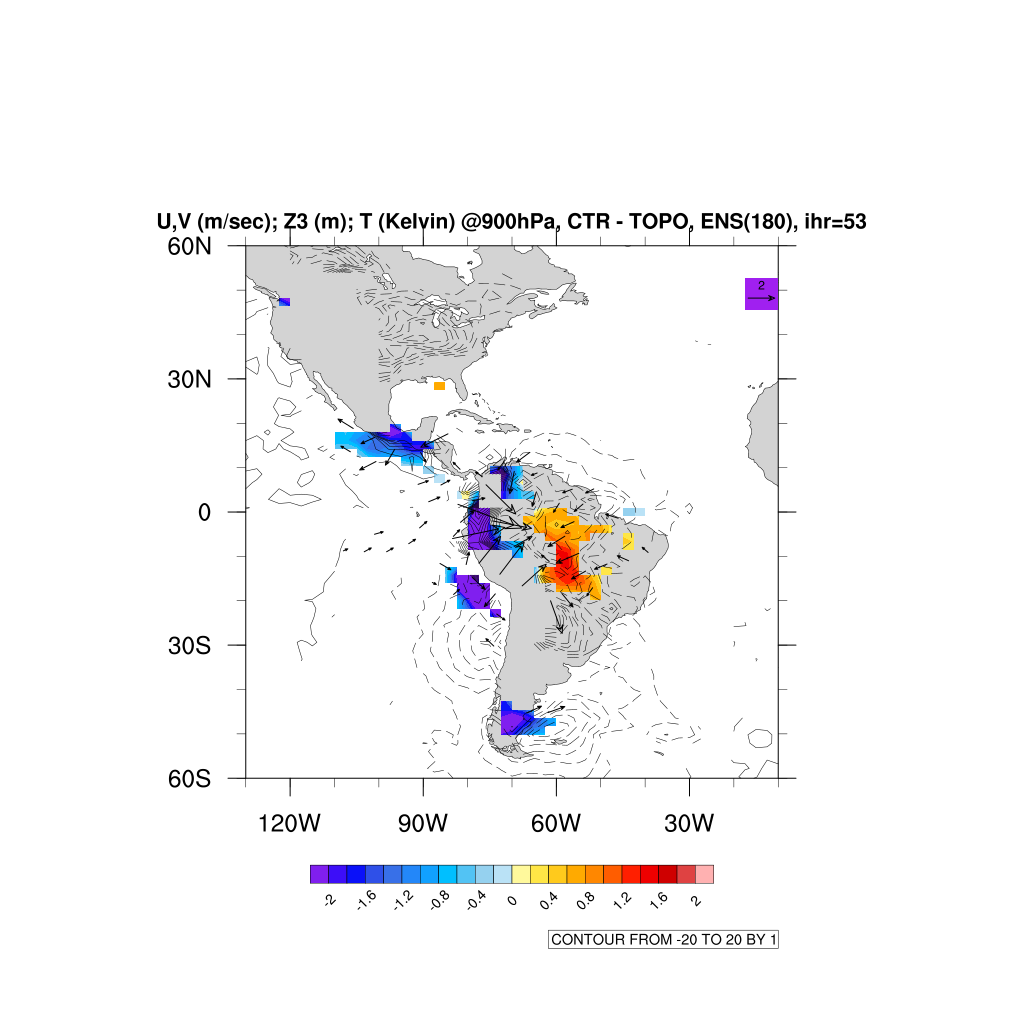 U,V (m/sec); Z3 (m); T (Kelvin) @900hPa, CTR - TOPO, ENS(180), ihr=53
60N
2
30N
0
30S
60S
120W 90W 60W 30W
-2 -1.6 -1.2 -0.8 -0.4 0 0.4 0.8 1.2 1.6 2
CONTOUR FROM -20 TO 20 BY 1